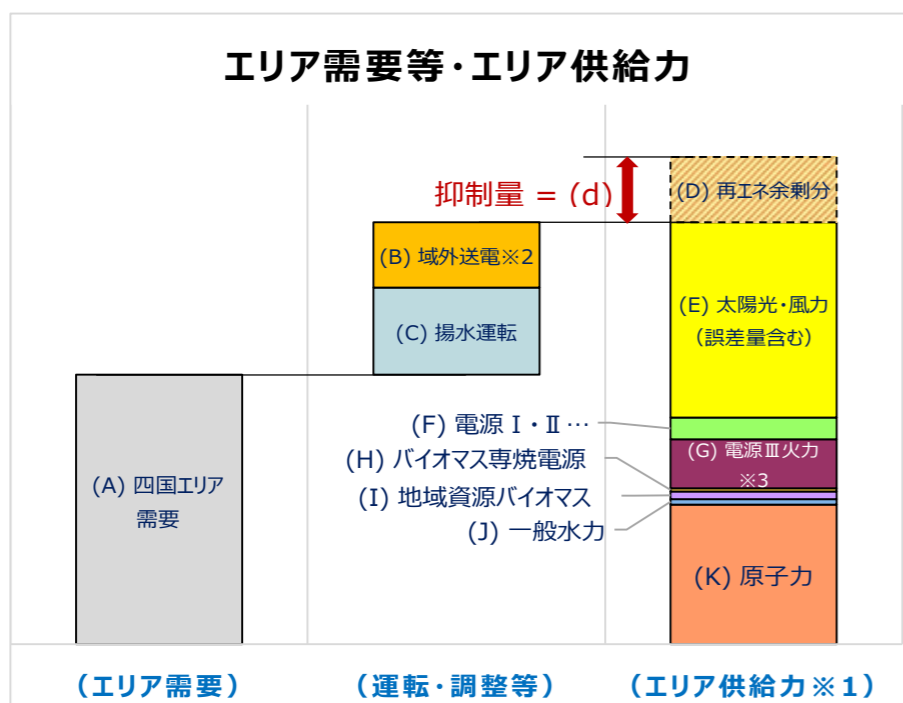 エリア需要等・エリア供給力
抑制量 = (d)
(D) 再エネ余剰分
(B) 域外送電※2
(C) 揚水運転
(E) 太陽光・風力
(誤差量含む)
(F) 電源Ⅰ・Ⅱ…
(G) 電源Ⅲ火力
※3
(H) バイオマス専焼電源
(I) 地域資源バイオマス
(J) 一般水力
(A) 四国エリア
需要
(K) 原子力
(エリア需要)
(運転・調整等)
(エリア供給力※1)